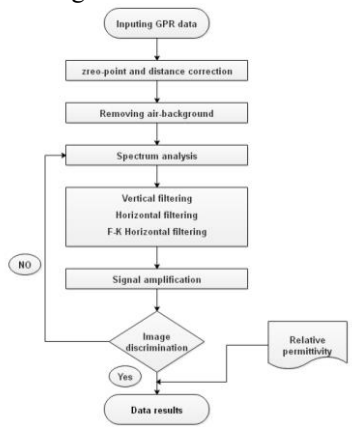 Inputing GPR data
zreo-point and distance correction
Removing air-background
Spectrum analysis
Vertical filtering
Horizontal filtering
F-K Horizontal filtering
NO
Signal amplification
Image
discrimination
Relative
permittivity
Yes
Data results